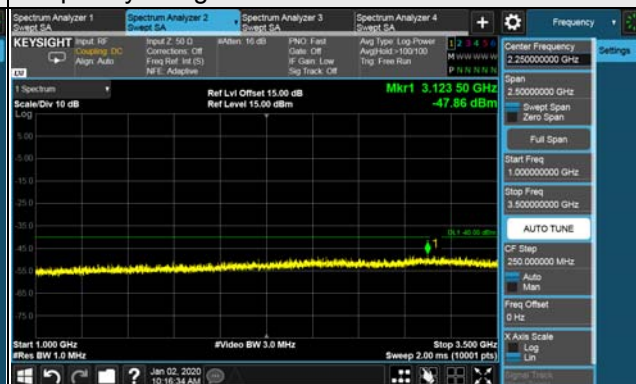 Spectrum Analyzer 1
Swept SA
Spectrum Analyzer 2
Swept SA
Spectrum Analyzer 3
Swept SA
Spectrum Analyzer 4
Swept SA
Frequency
KEYSIGHT
Input: RF
Coupling: DC
Align: Auto
Input Z: 50 Ω
Corrections: Off
Freq Ref: Int (S)
NFE: Adaptive
#Atten: 16 dB
PNO: Fast
Gate: Off
IF Gain: Low
Sig Track: Off
Avg Type: Log-Power
Avg|Hold:>100/100
Trig: Free Run
1 2 3 4 5 6
M W W W W W
P N N N N N
LXI
1 Spectrum
Scale/Div 10 dB
Log
Ref Lvl Offset 15.00 dB
Ref Level 15.00 dBm
Mkr1 3.123 50 GHz
-47.86 dBm
5.00
-5.00
-15.0
-25.0
-35.0
-45.0
-55.0
-65.0
-75.0
DL1 -40.00 dBm
1
Start 1.000 GHz
#Res BW 1.0 MHz
#Video BW 3.0 MHz
Stop 3.500 GHz
Sweep 2.00 ms (10001 pts)
Jan 02, 2020
10:16:34 AM
Center Frequency
2.250000000 GHz
Settings
Span
2.50000000 GHz
Swept Span
Zero Span
Full Span
Start Freq
1.000000000 GHz
Stop Freq
3.500000000 GHz
AUTO TUNE
CF Step
250.000000 MHz
Auto
Man
Freq Offset
0 Hz
X Axis Scale
Log
Lin
Signal Track